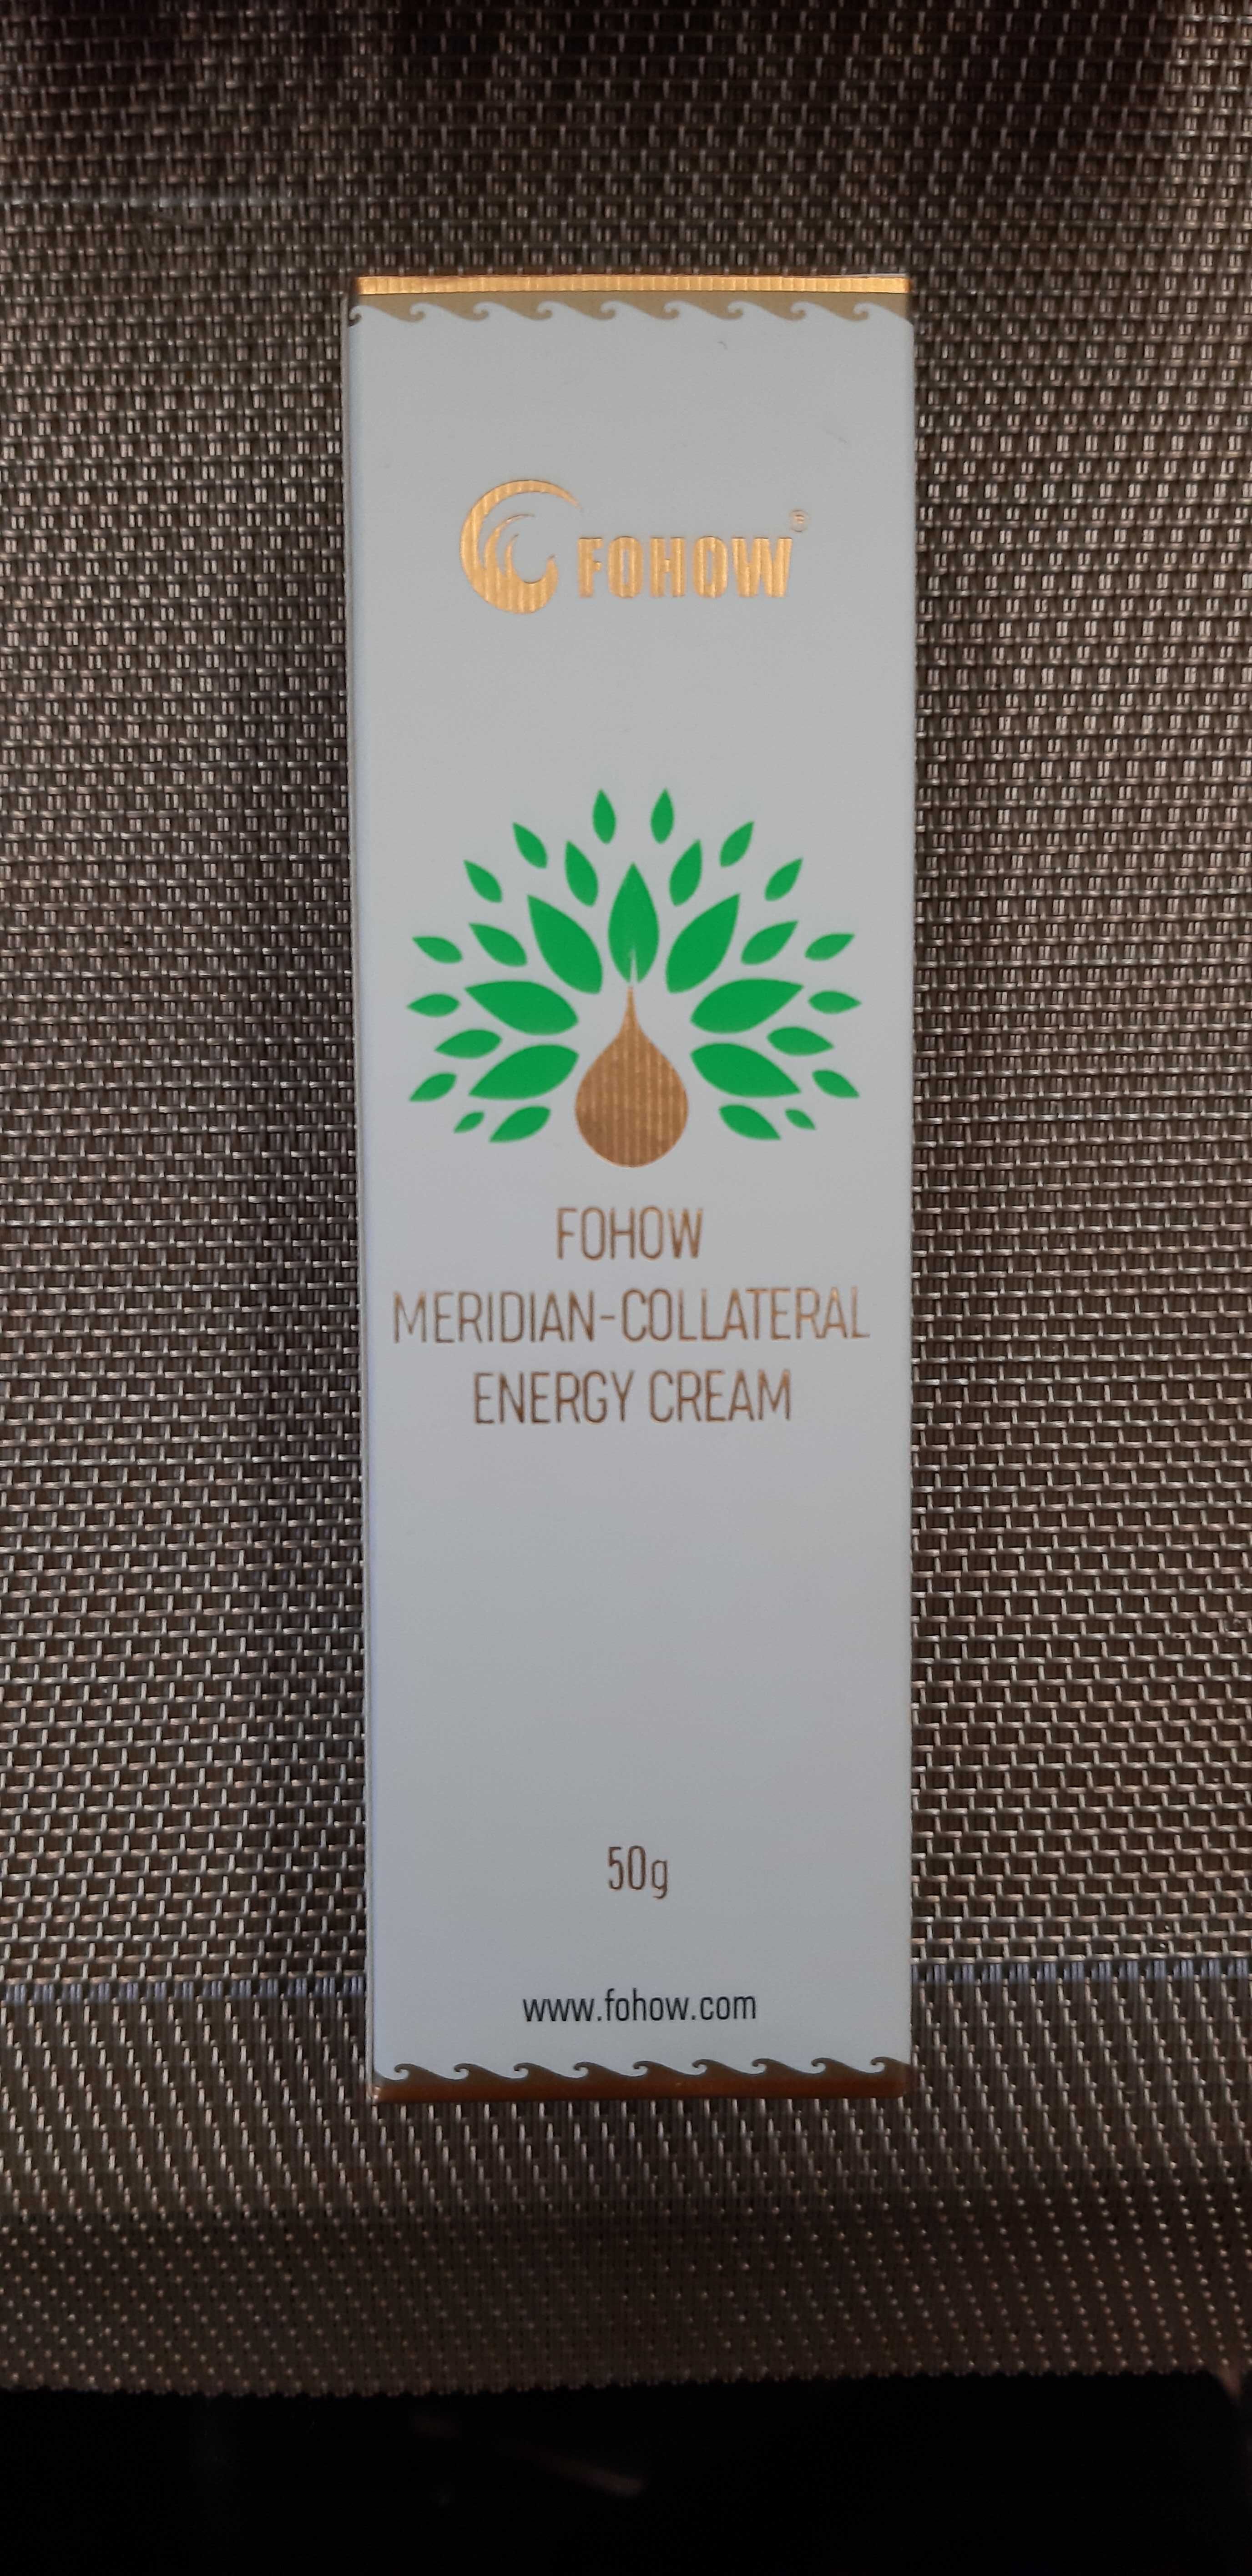 FOHOW®
FOHOW
MERIDIAN-COLLATERAL
ENERGY CREAM
50g
www.fohow.com